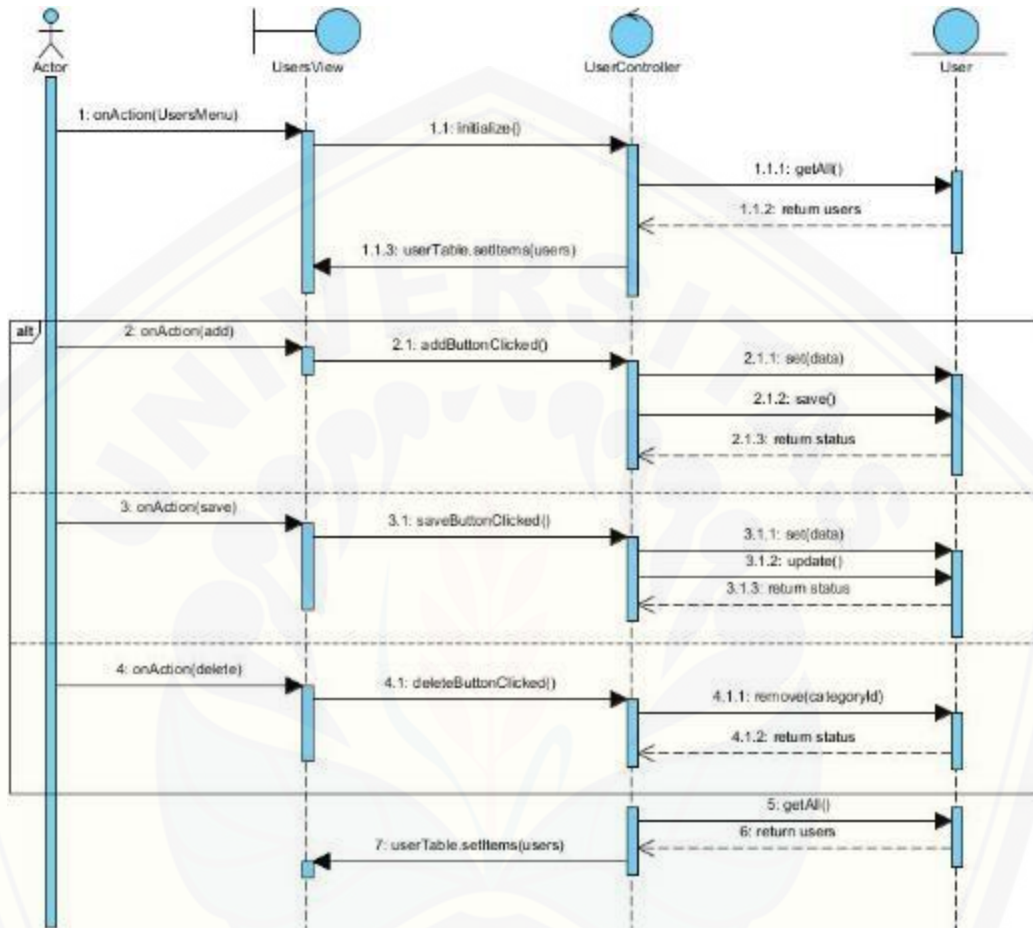 Actor
UsersView
UserController
User
1: onAction(UsersMenu)
1.1: initialize()
1.1.1: getAll()
1.1.2: return users
1.1.3: userTable.setItems(users)
alt
2: onAction(add)
2.1: addButtonClicked()
2.1.1: set(data)
2.1.2: save()
2.1.3: return status
3: onAction(save)
3.1: saveButtonClicked()
3.1.1: set(data)
3.1.2: update()
3.1.3: return status
4: onAction(delete)
4.1: deleteButtonClicked()
4.1.1: remove(categoryId)
4.1.2: return status
5: getAll()
6: return users
7: userTable.setItems(users)
UNIVERSITAS